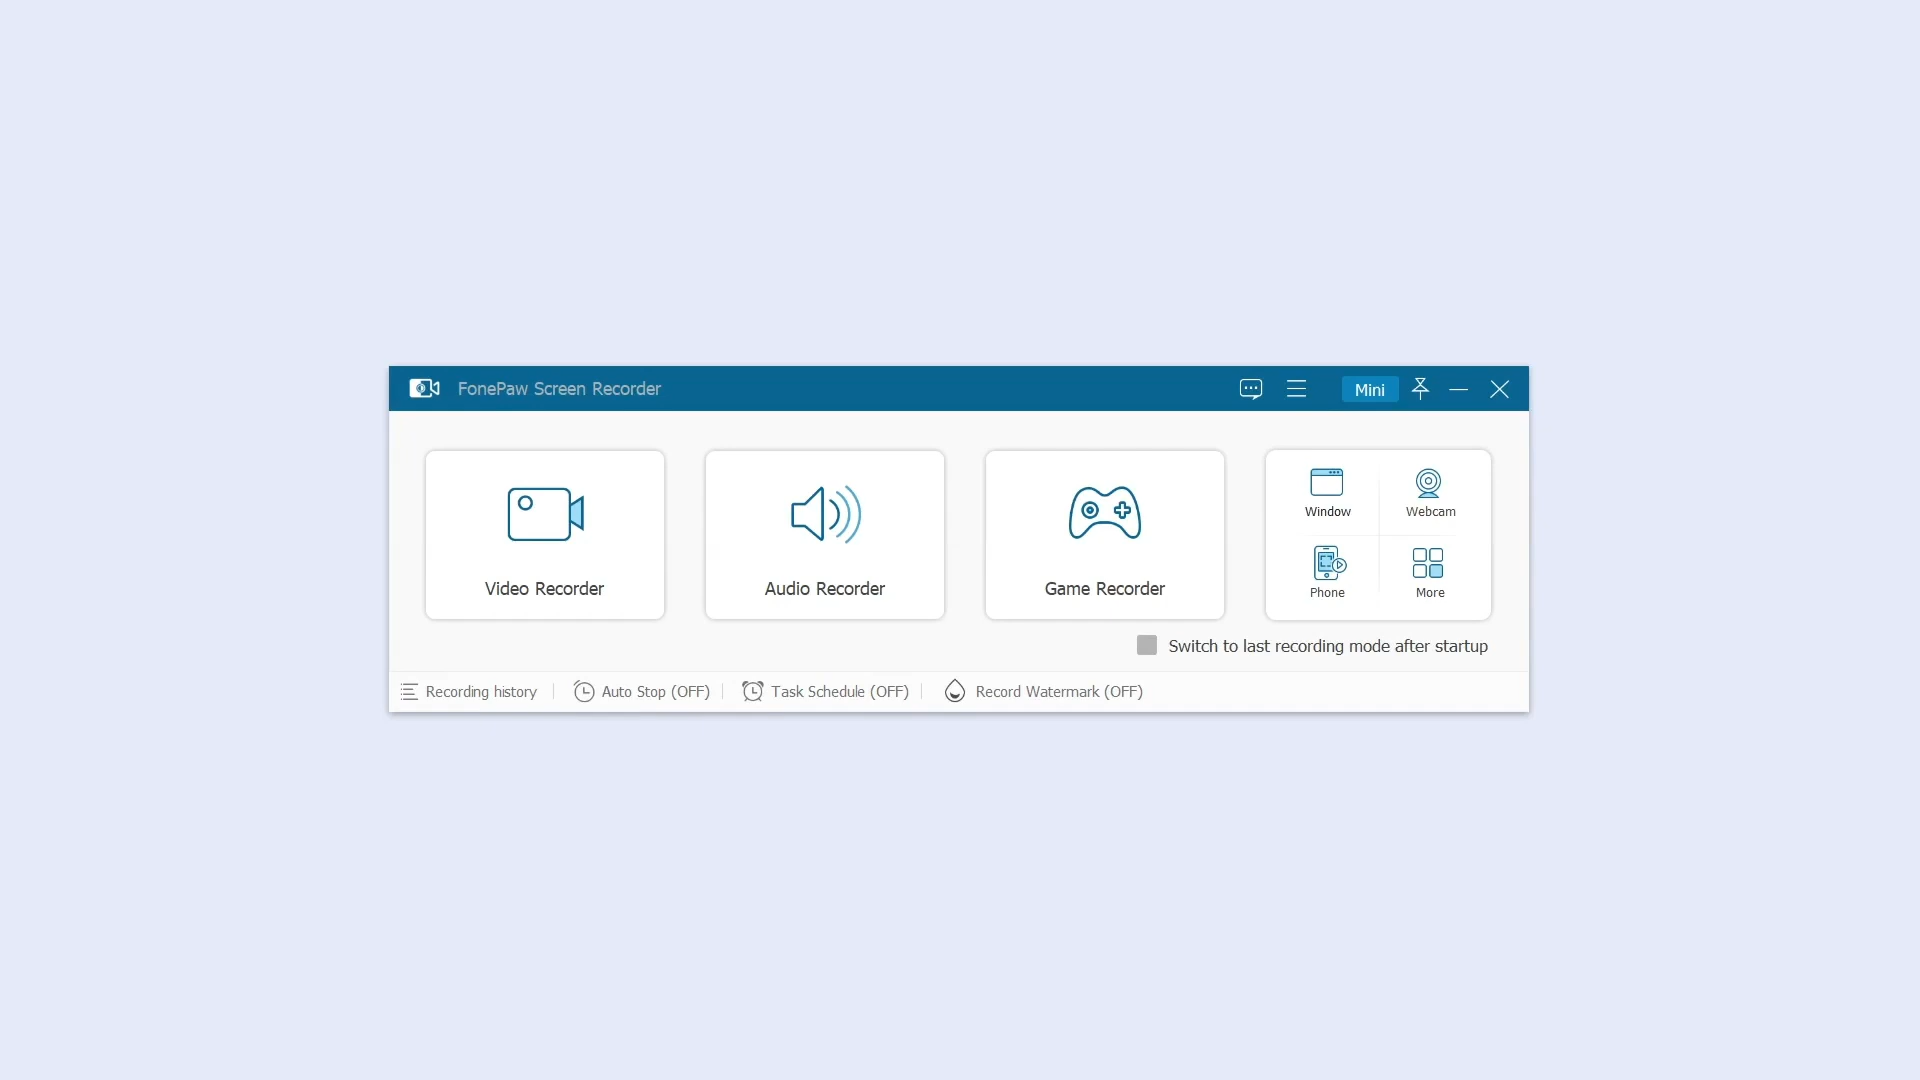 FonePaw Screen Recorder
Mini
Video Recorder
Audio Recorder
Game Recorder
Window
Webcam
Phone
More
Switch to last recording mode after startup
Recording history
Auto Stop (OFF)
Task Schedule (OFF)
Record Watermark (OFF)